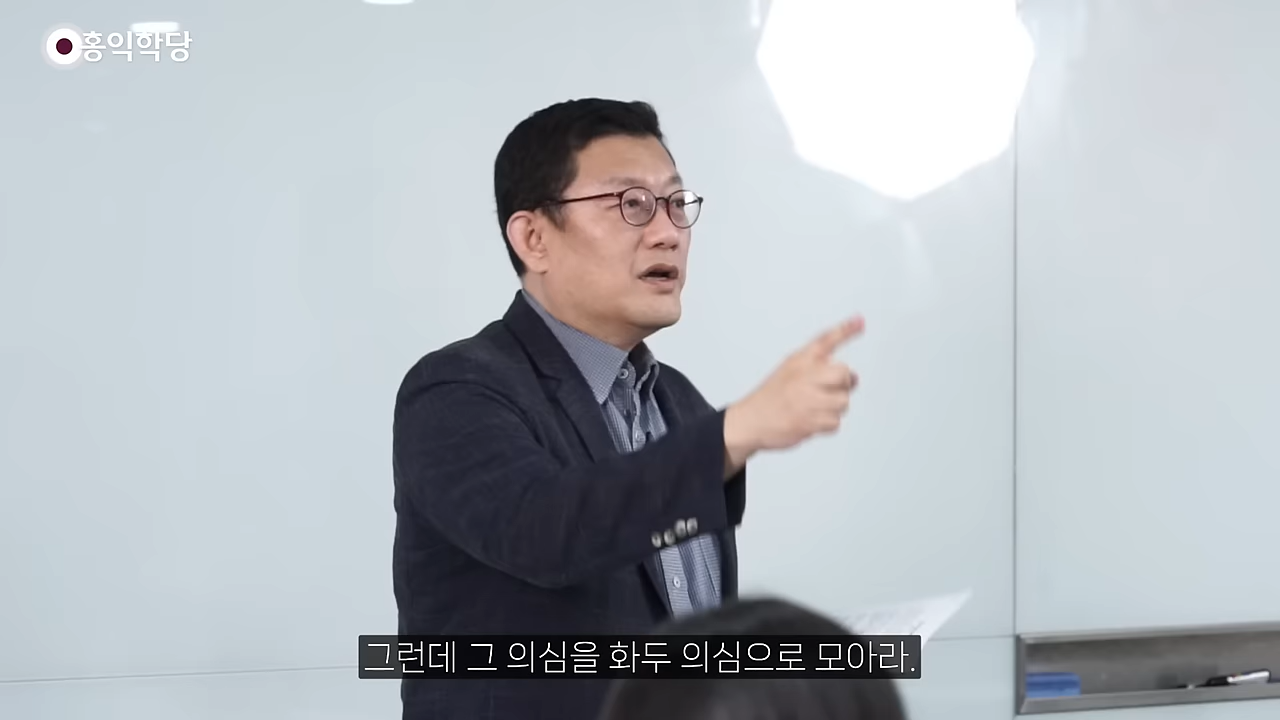 홍익학당
그런데 그 의심을 화두 의심으로 모아라.